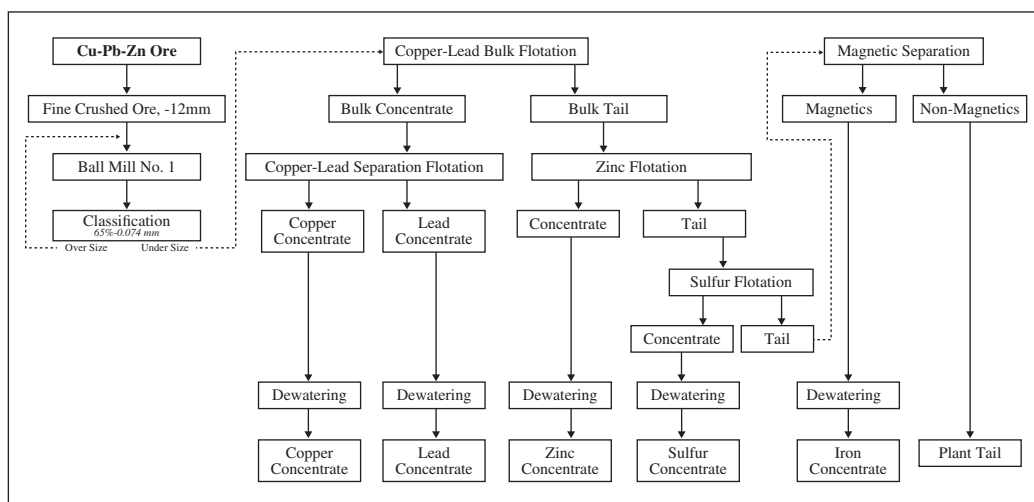 Cu-Pb-Zn Ore
Fine Crushed Ore, -12mm
Ball Mill No. 1
Classification
65%-0.074 mm
Over Size
Under Size
Copper-Lead Bulk Flotation
Bulk Concentrate
Bulk Tail
Copper-Lead Separation Flotation
Zinc Flotation
Copper
Concentrate
Lead
Concentrate
Concentrate
Tail
Sulfur Flotation
Concentrate
Tail
Magnetic Separation
Magnetics
Non-Magnetics
Dewatering
Dewatering
Dewatering
Dewatering
Dewatering
Copper
Concentrate
Lead
Concentrate
Zinc
Concentrate
Sulfur
Concentrate
Iron
Concentrate
Plant Tail